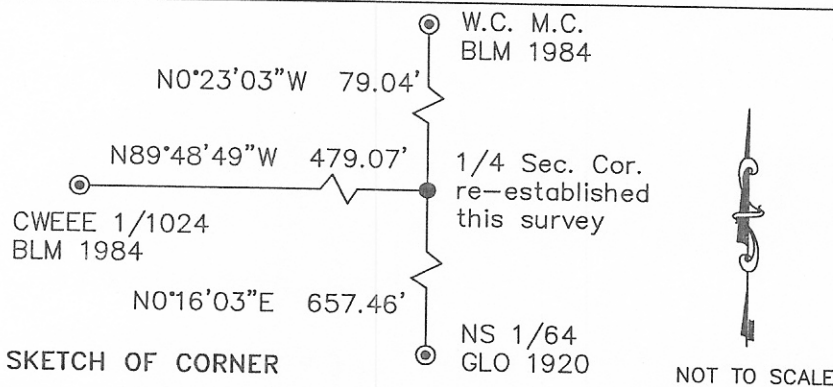 W.C. M.C.
BLM 1984
N0°23'03"W 79.04'
N89°48'49"W 479.07'
1/4 Sec. Cor.
re-established
this survey
CWEEE 1/1024
BLM 1984
N0°16'03"E 657.46'
NS 1/64
GLO 1920
SKETCH OF CORNER
NOT TO SCALE